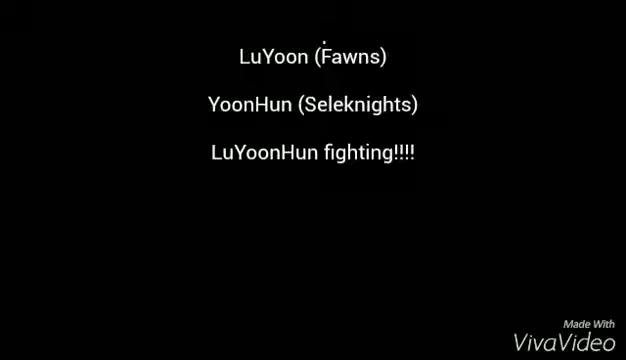 LuYoon (Fawns)
YoonHun (Seleknights)
LuYoonHun fighting!!!!
Made With
VivaVideo